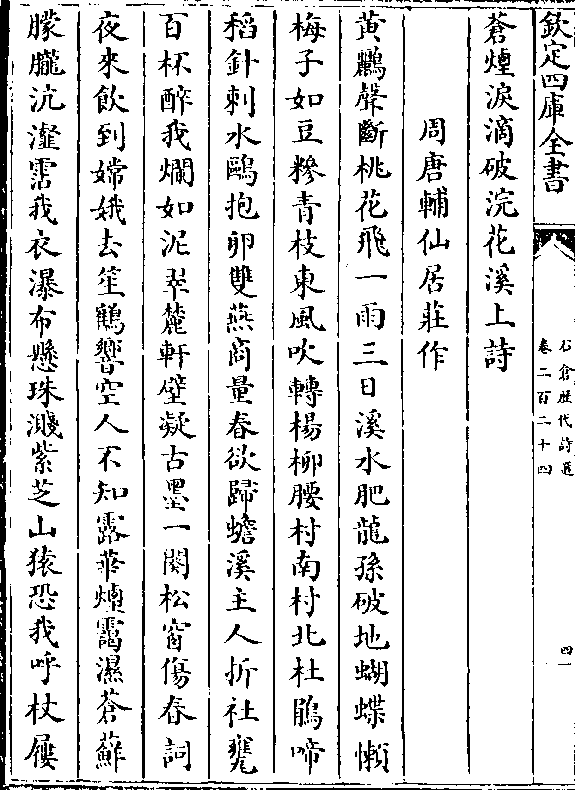 欽定四庫全書
石倉歴代詩選
卷二百二十四
四一
蒼煙淚滴破浣花溪上詩
周唐輔仙居莊作
黄鸝聲斷桃花飛一雨三日溪水肥龍孫破地蝴蝶懶
梅子如豆糝青枝東風吹轉楊柳腰村南村北杜鵑啼
稻針刺水鷗抱卵雙燕商量春欲歸蟾溪主人折社甕
百杯醉我爛如泥翠麓軒壁凝古墨一闋松窗傷春詞
夜來飲到嫦娥去笙鶴響空人不知露華煙靄濕蒼蘚
朦朧沆瀣霑我衣瀑布懸珠濺紫芝山猿恐我呼杖屨